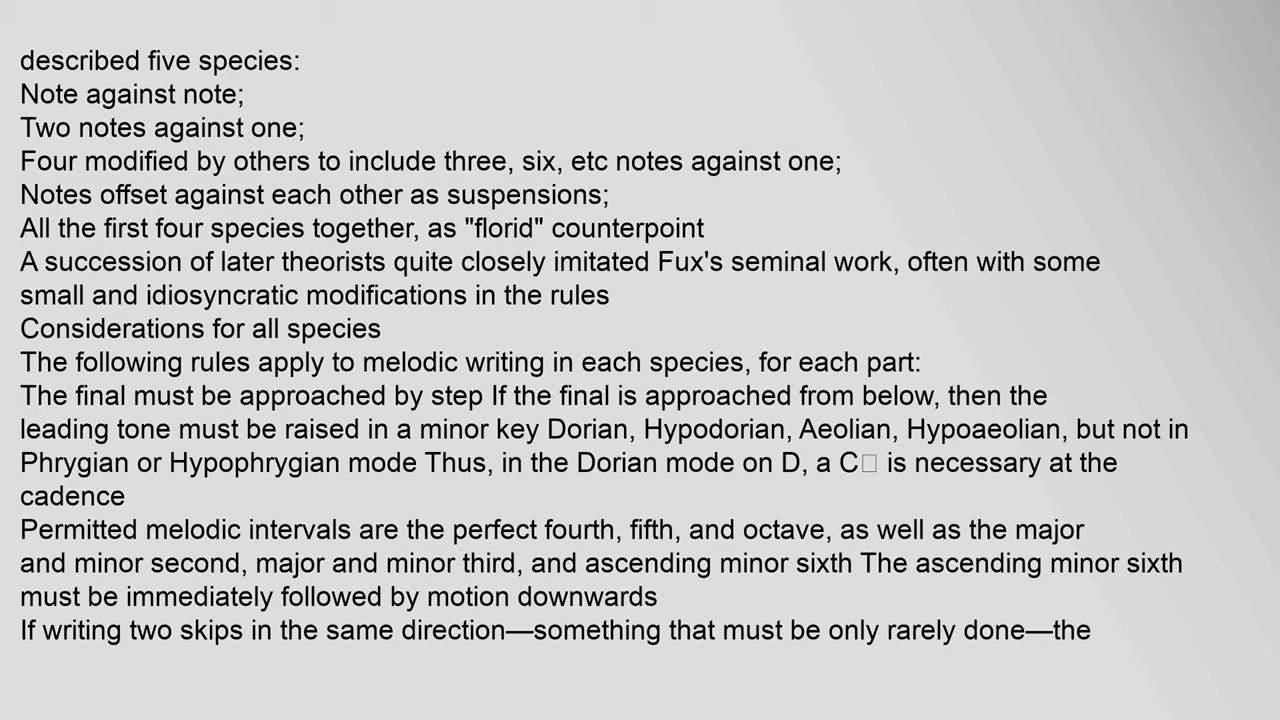 described five species:
Note against note;
Two notes against one;
Four modified by others to include three, six, etc notes against one;
Notes offset against each other as suspensions;
All the first four species together, as "florid" counterpoint
A succession of later theorists quite closely imitated Fux's seminal work, often with some
small and idiosyncratic modifications in the rules
Considerations for all species
The following rules apply to melodic writing in each species, for each part:
The final must be approached by step If the final is approached from below, then the
leading tone must be raised in a minor key Dorian, Hypodorian, Aeolian, Hypoaeolian, but not in
Phrygian or Hypophrygian mode Thus, in the Dorian mode on D, a C□ is necessary at the
cadence
Permitted melodic intervals are the perfect fourth, fifth, and octave, as well as the major
and minor second, major and minor third, and ascending minor sixth The ascending minor sixth
must be immediately followed by motion downwards
If writing two skips in the same direction—something that must be only rarely done—the